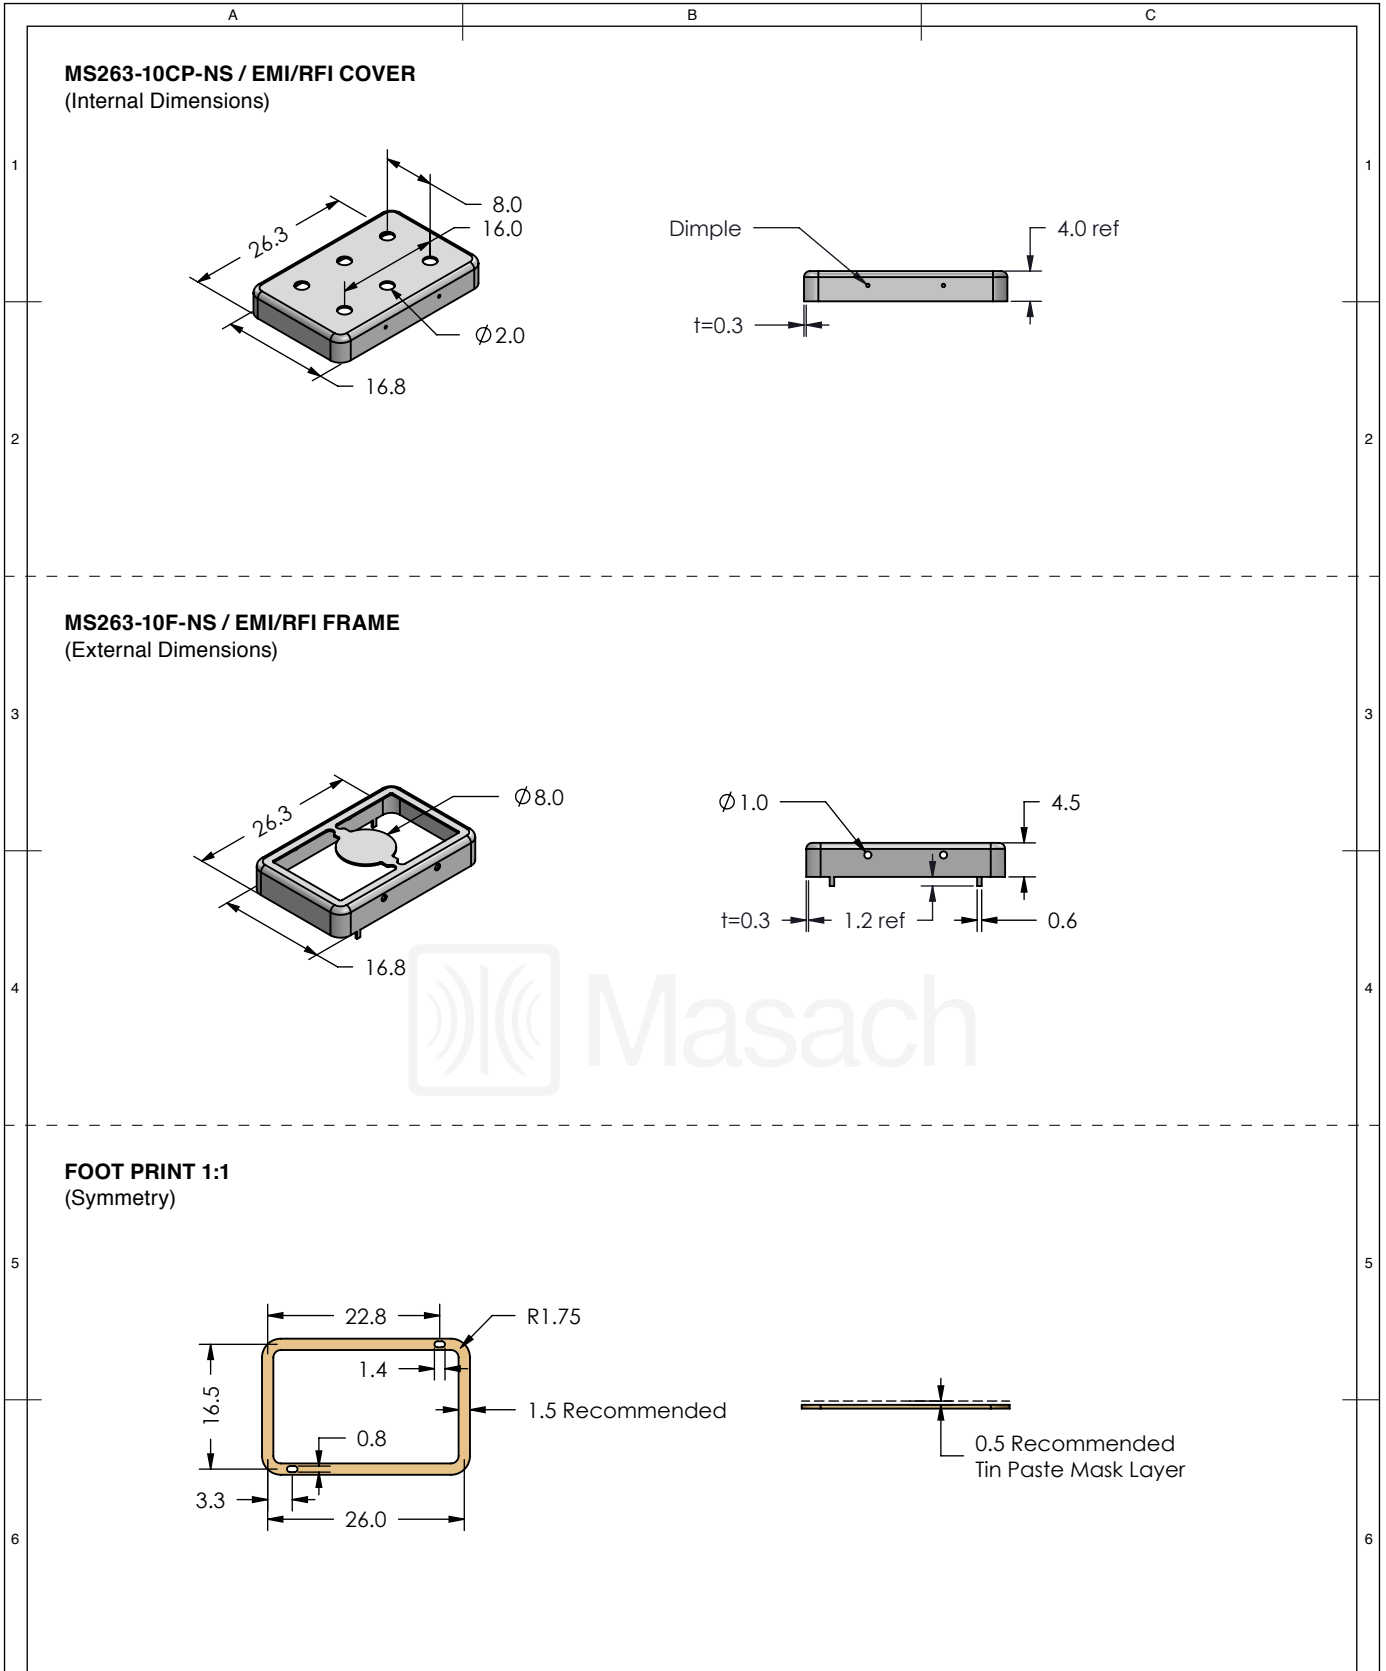 A B C
MS263-10CP-NS / EMI/RFI COVER
(Internal Dimensions)
1 1
8.0
16.0
26.3
Dimple
4.0 ref
t=0.3
Ø2.0
16.8
2 2
MS263-10F-NS / EMI/RFI FRAME
(External Dimensions)
3 3
26.3
Ø8.0
Ø1.0
4.5
t=0.3
1.2 ref
0.6
16.8
Masach
4 4
FOOT PRINT 1:1
(Symmetry)
5 5
22.8
R1.75
1.4
16.5
1.5 Recommended
0.8
0.5 Recommended
Tin Paste Mask Layer
3.3
26.0
6 6